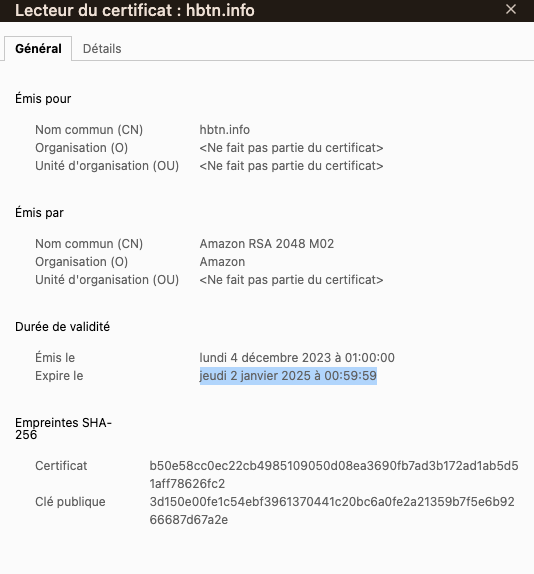 Lecteur du certificat : hbtn.info
Général
Détails
Émis pour
Nom commun (CN) hbtn.info
Organisation (O) <Ne fait pas partie du certificat>
Unité d'organisation (OU) <Ne fait pas partie du certificat>
Émis par
Nom commun (CN) Amazon RSA 2048 M02
Organisation (O) Amazon
Unité d'organisation (OU) <Ne fait pas partie du certificat>
Durée de validité
Émis le lundi 4 décembre 2023 à 01:00:00
Expire le jeudi 2 janvier 2025 à 00:59:59
Empreintes SHA-
256
Certificat b50e58cc0ec22cb4985109050d08ea3690fb7ad3b172ad1ab5d5
1aff78626fc2
Clé publique 3d150e00fe1c54ebf3961370441c20bc6a0fe2a21359b7f5e6b92
66687d67a2e